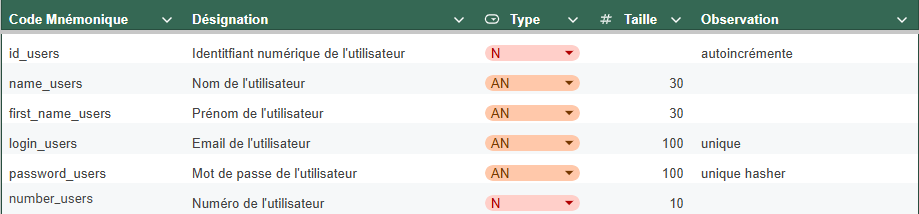 Code Mnémonique Désignation Type # Taille Observation
id_users Identitfiant numérique de l'utilisateur N autoincrémente
name_users Nom de l'utilisateur AN 30
first_name_users Prénom de l'utilisateur AN 30
login_users Email de l'utilisateur AN 100 unique
password_users Mot de passe de l'utilisateur AN 100 unique hasher
number_users Numéro de l'utilisateur N 10